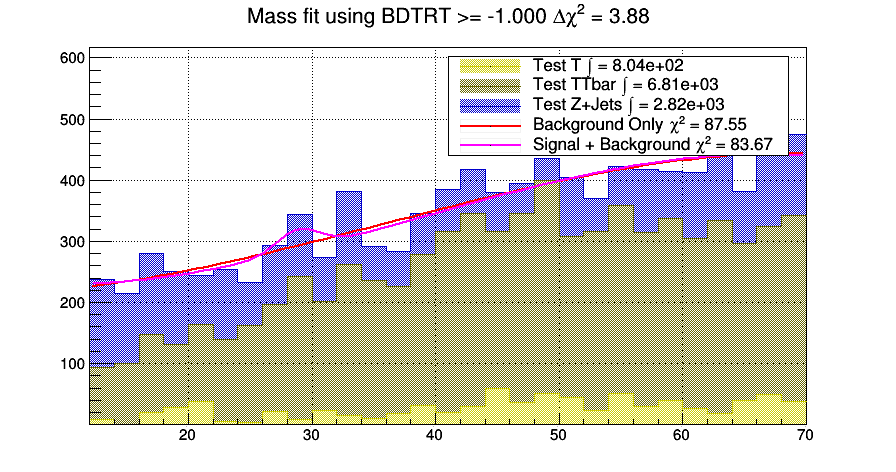 Mass fit using BDTRT >= -1.000 Δχ² = 3.88
600
500
400
300
200
100
Test T ∫ = 8.04e+02
Test TTbar ∫ = 6.81e+03
Test Z+Jets ∫ = 2.82e+03
Background Only χ² = 87.55
Signal + Background χ² = 83.67
20 30 40 50 60 70